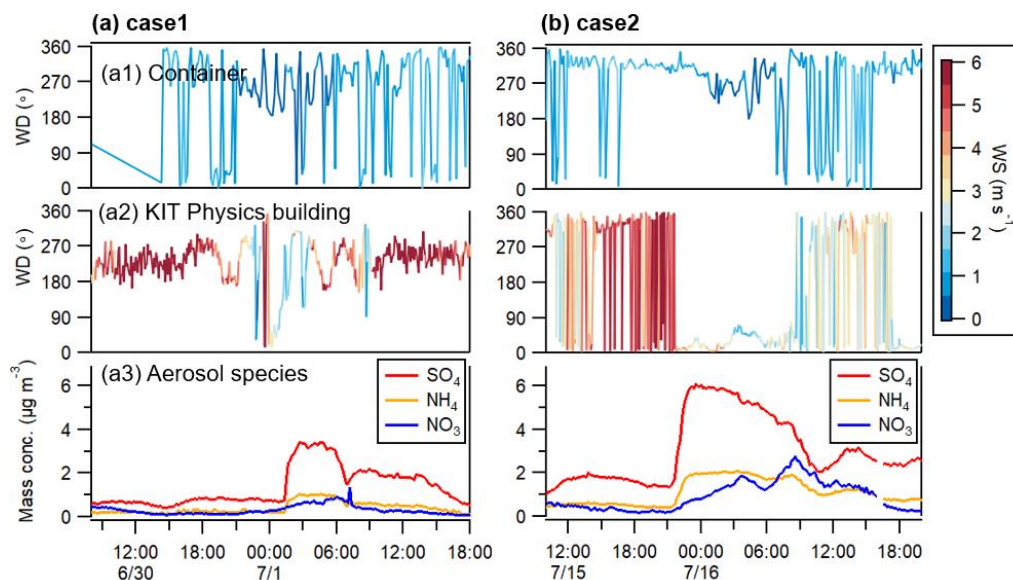 (a) case1
(b) case2
360
270
180
90
0
WD (○)
(a1) Container
360
270
180
90
0
6
5
4
3
2
1
0
WS (m s-1)
360
270
180
90
0
WD (○)
(a2) KIT Physics building
360
270
180
90
0
6
4
2
0
Mass conc. (µg m-3)
(a3) Aerosol species
SO4
NH4
NO3
6
4
2
0
SO4
NH4
NO3
12:00 18:00 00:00 06:00 12:00 18:00
6/30 7/1
12:00 18:00 00:00 06:00 12:00 18:00
7/15 7/16